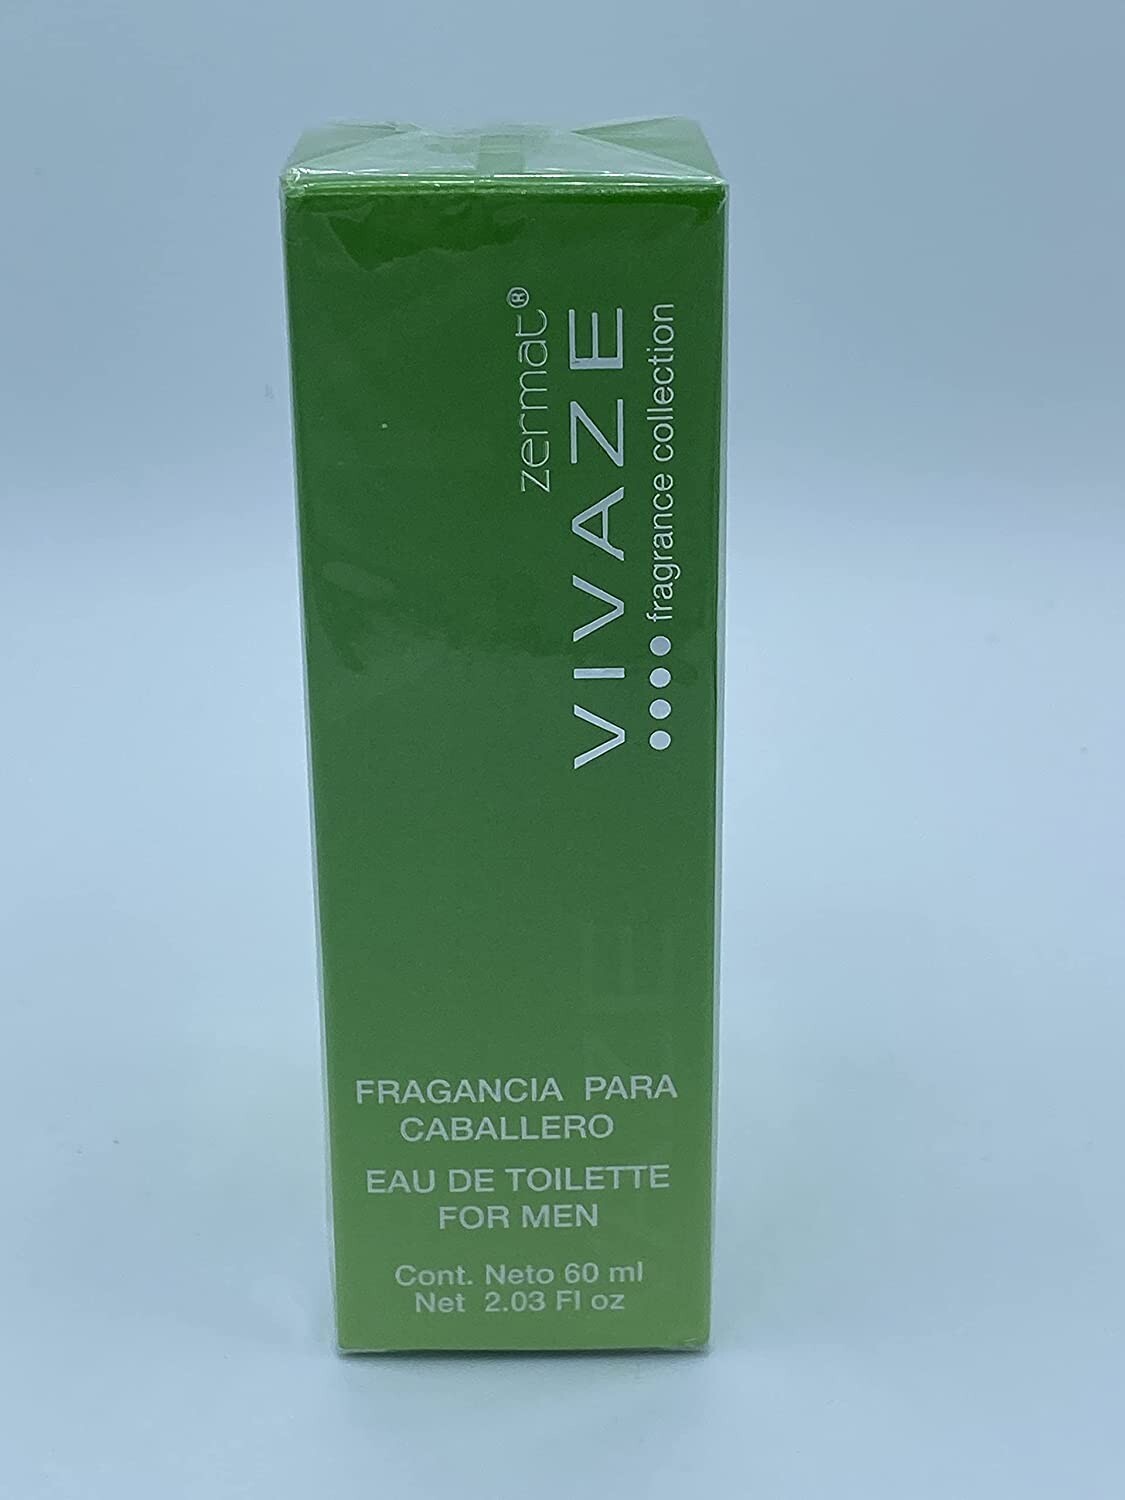 zermat®
VIVAZE
fragrance collection
FRAGANCIA PARA
CABALLERO
EAU DE TOILETTE
FOR MEN
Cont. Neto 60 ml
Net 2.03 Fl oz